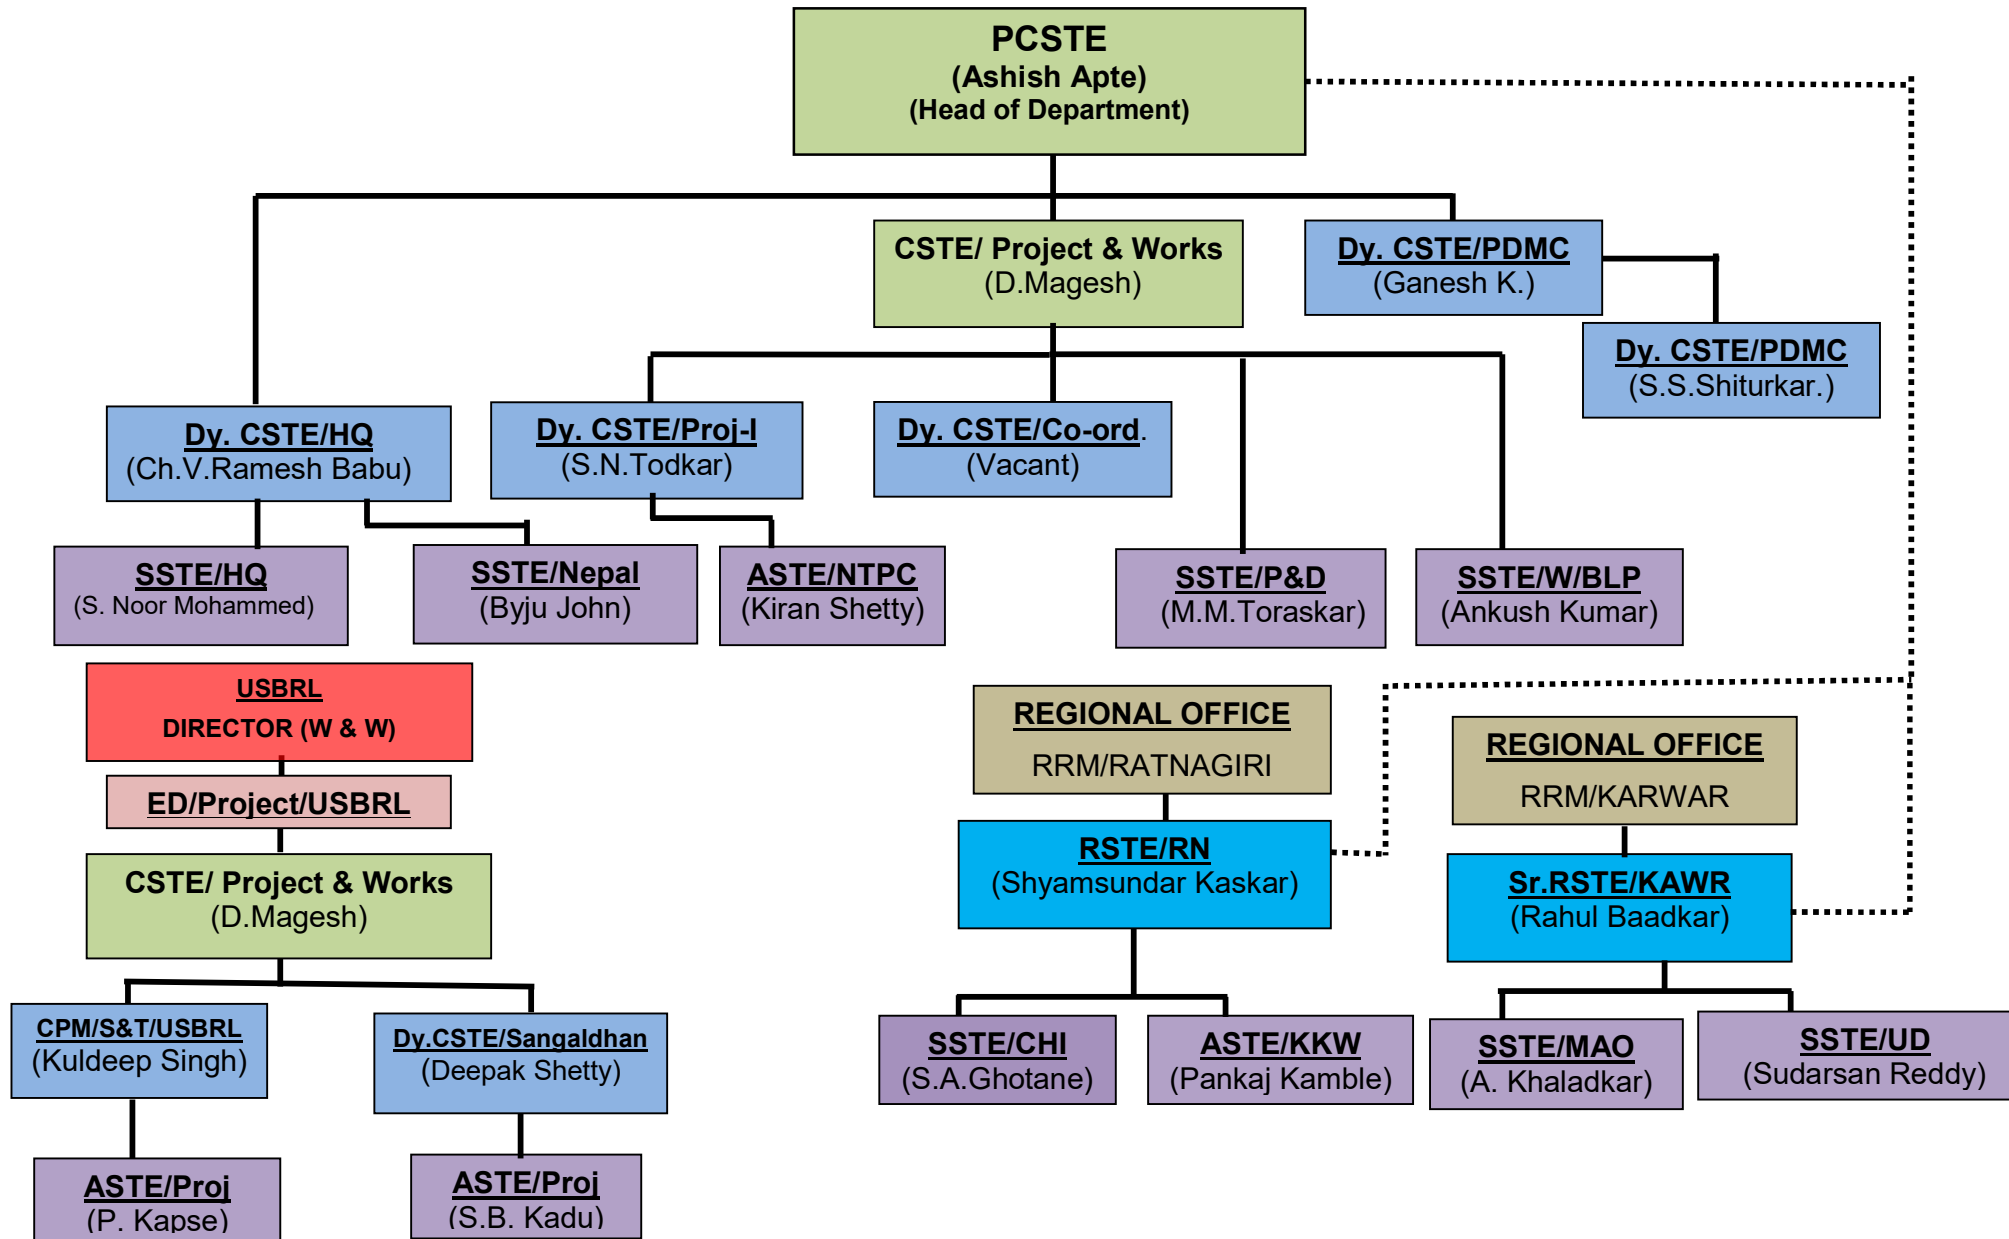 PCSTE
(Ashish Apte)
(Head of Department)
CSTE/ Project & Works
(D.Magesh)
Dy. CSTE/PDMC
(Ganesh K.)
Dy. CSTE/PDMC
(S.S.Shiturkar.)
Dy. CSTE/HQ
(Ch.V.Ramesh Babu)
Dy. CSTE/Proj-I
(S.N.Todkar)
Dy. CSTE/Co-ord.
(Vacant)
SSTE/HQ
(S. Noor Mohammed)
SSTE/Nepal
(Byju John)
ASTE/NTPC
(Kiran Shetty)
SSTE/P&D
(M.M.Toraskar)
SSTE/W/BLP
(Ankush Kumar)
USBRL
DIRECTOR (W & W)
ED/Project/USBRL
CSTE/ Project & Works
(D.Magesh)
CPM/S&T/USBRL
(Kuldeep Singh)
Dy.CSTE/Sangaldhan
(Deepak Shetty)
ASTE/Proj
(P. Kapse)
ASTE/Proj
(S.B. Kadu)
REGIONAL OFFICE
RRM/RATNAGIRI
RSTE/RN
(Shyamsundar Kaskar)
SSTE/CHI
(S.A.Ghotane)
ASTE/KKW
(Pankaj Kamble)
REGIONAL OFFICE
RRM/KARWAR
Sr.RSTE/KAWR
(Rahul Baadkar)
SSTE/MAO
(A. Khaladkar)
SSTE/UD
(Sudarsan Reddy)